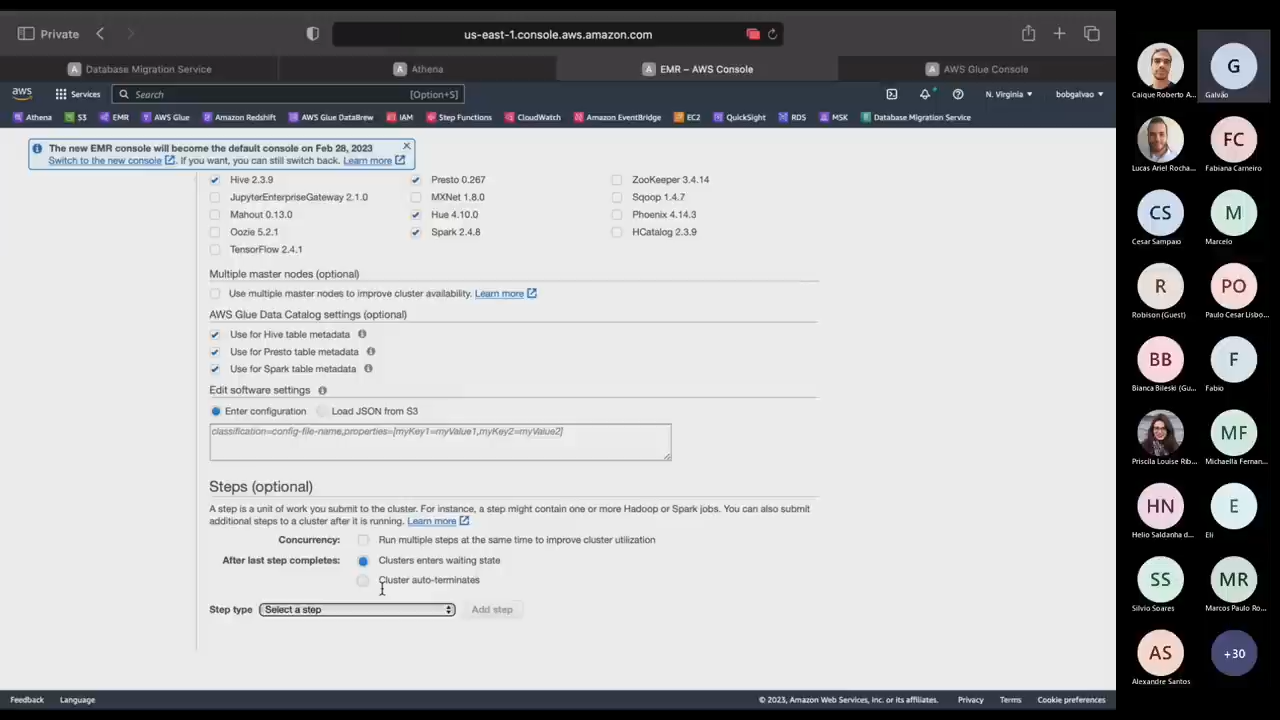 Private
us-east-1.console.aws.amazon.com
Database Migration Service
Athena
EMR – AWS Console
AWS Glue Console
aws
Services
Search
[Option+S]
N. Virginia
bobgalvao
Athena
S3
EMR
AWS Glue
Amazon Redshift
AWS Glue DataBrew
IAM
Step Functions
CloudWatch
Amazon EventBridge
EC2
QuickSight
RDS
MSK
Database Migration Service
The new EMR console will become the default console on Feb 28, 2023
Switch to the new console. If you want, you can still switch back. Learn more
Hive 2.3.9
Presto 0.267
ZooKeeper 3.4.14
JupyterEnterpriseGateway 2.1.0
MXNet 1.8.0
Sqoop 1.4.7
Mahout 0.13.0
Hue 4.10.0
Phoenix 4.14.3
Oozie 5.2.1
Spark 2.4.8
HCatalog 2.3.9
TensorFlow 2.4.1
Multiple master nodes (optional)
Use multiple master nodes to improve cluster availability. Learn more
AWS Glue Data Catalog settings (optional)
Use for Hive table metadata
Use for Presto table metadata
Use for Spark table metadata
Edit software settings
Enter configuration
Load JSON from S3
classification=config-file-name,properties=[myKey1=myValue1,myKey2=myValue2]
Steps (optional)
A step is a unit of work you submit to the cluster. For instance, a step might contain one or more Hadoop or Spark jobs. You can also submit
additional steps to a cluster after it is running. Learn more
Concurrency:
Run multiple steps at the same time to improve cluster utilization
After last step completes:
Clusters enters waiting state
Cluster auto-terminates
Step type
Select a step
Add step
Feedback
Language
© 2023, Amazon Web Services, Inc. or its affiliates.
Privacy
Terms
Cookie preferences
Caique Roberto A...
G
Galvão
Lucas Ariel Rocha...
FC
Fabiana Carneiro
CS
Cesar Sampaio
M
Marcelo
R
Robison (Guest)
PO
Paulo Cesar Lisbo...
BB
Bianca Bileski (Gu...
F
Fabio
Priscila Louise Rib...
MF
Michaella Fernan...
HN
Helio Saldanha d...
E
Eli
SS
Silvio Soares
MR
Marcos Paulo Ro...
AS
Alexandre Santos
+30